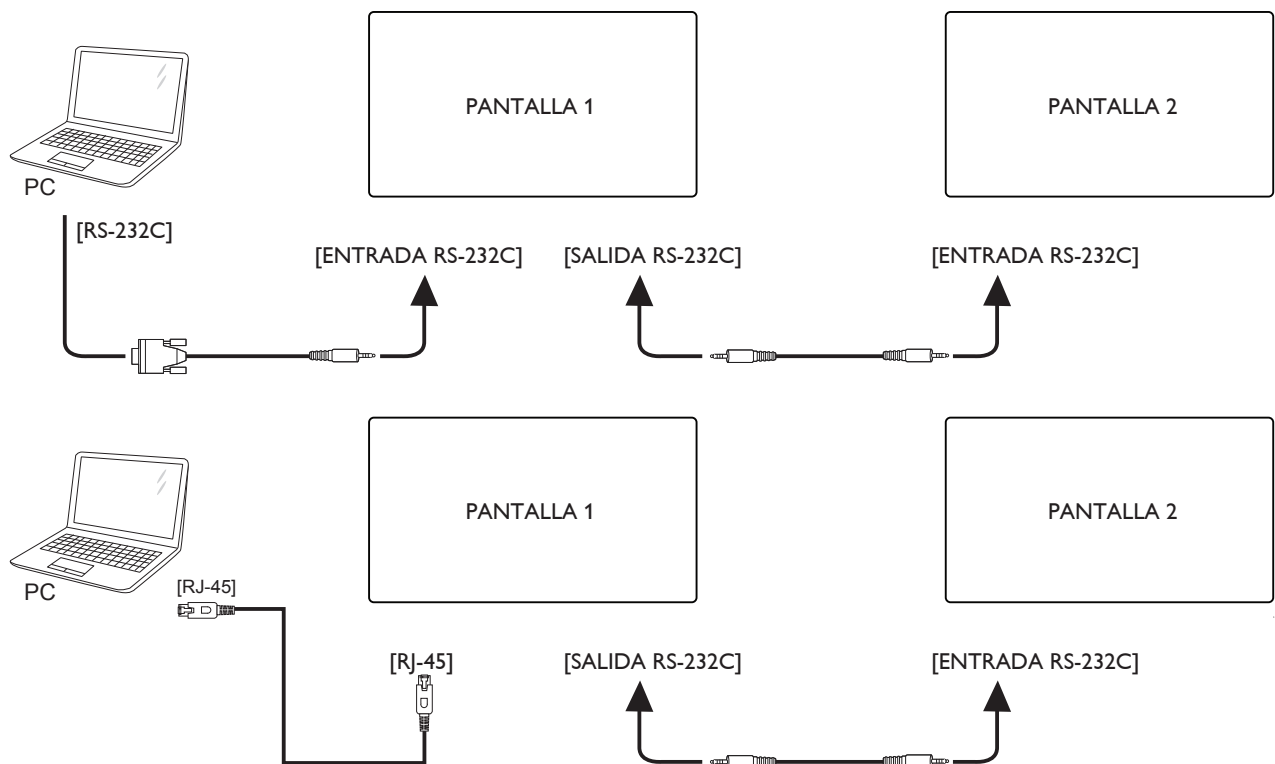 PANTALLA 1
PANTALLA 2
PC
[RS-232C]
[ENTRADA RS-232C]
[SALIDA RS-232C]
[ENTRADA RS-232C]
PANTALLA 1
PANTALLA 2
PC
[RJ-45]
[RJ-45]
[SALIDA RS-232C]
[ENTRADA RS-232C]